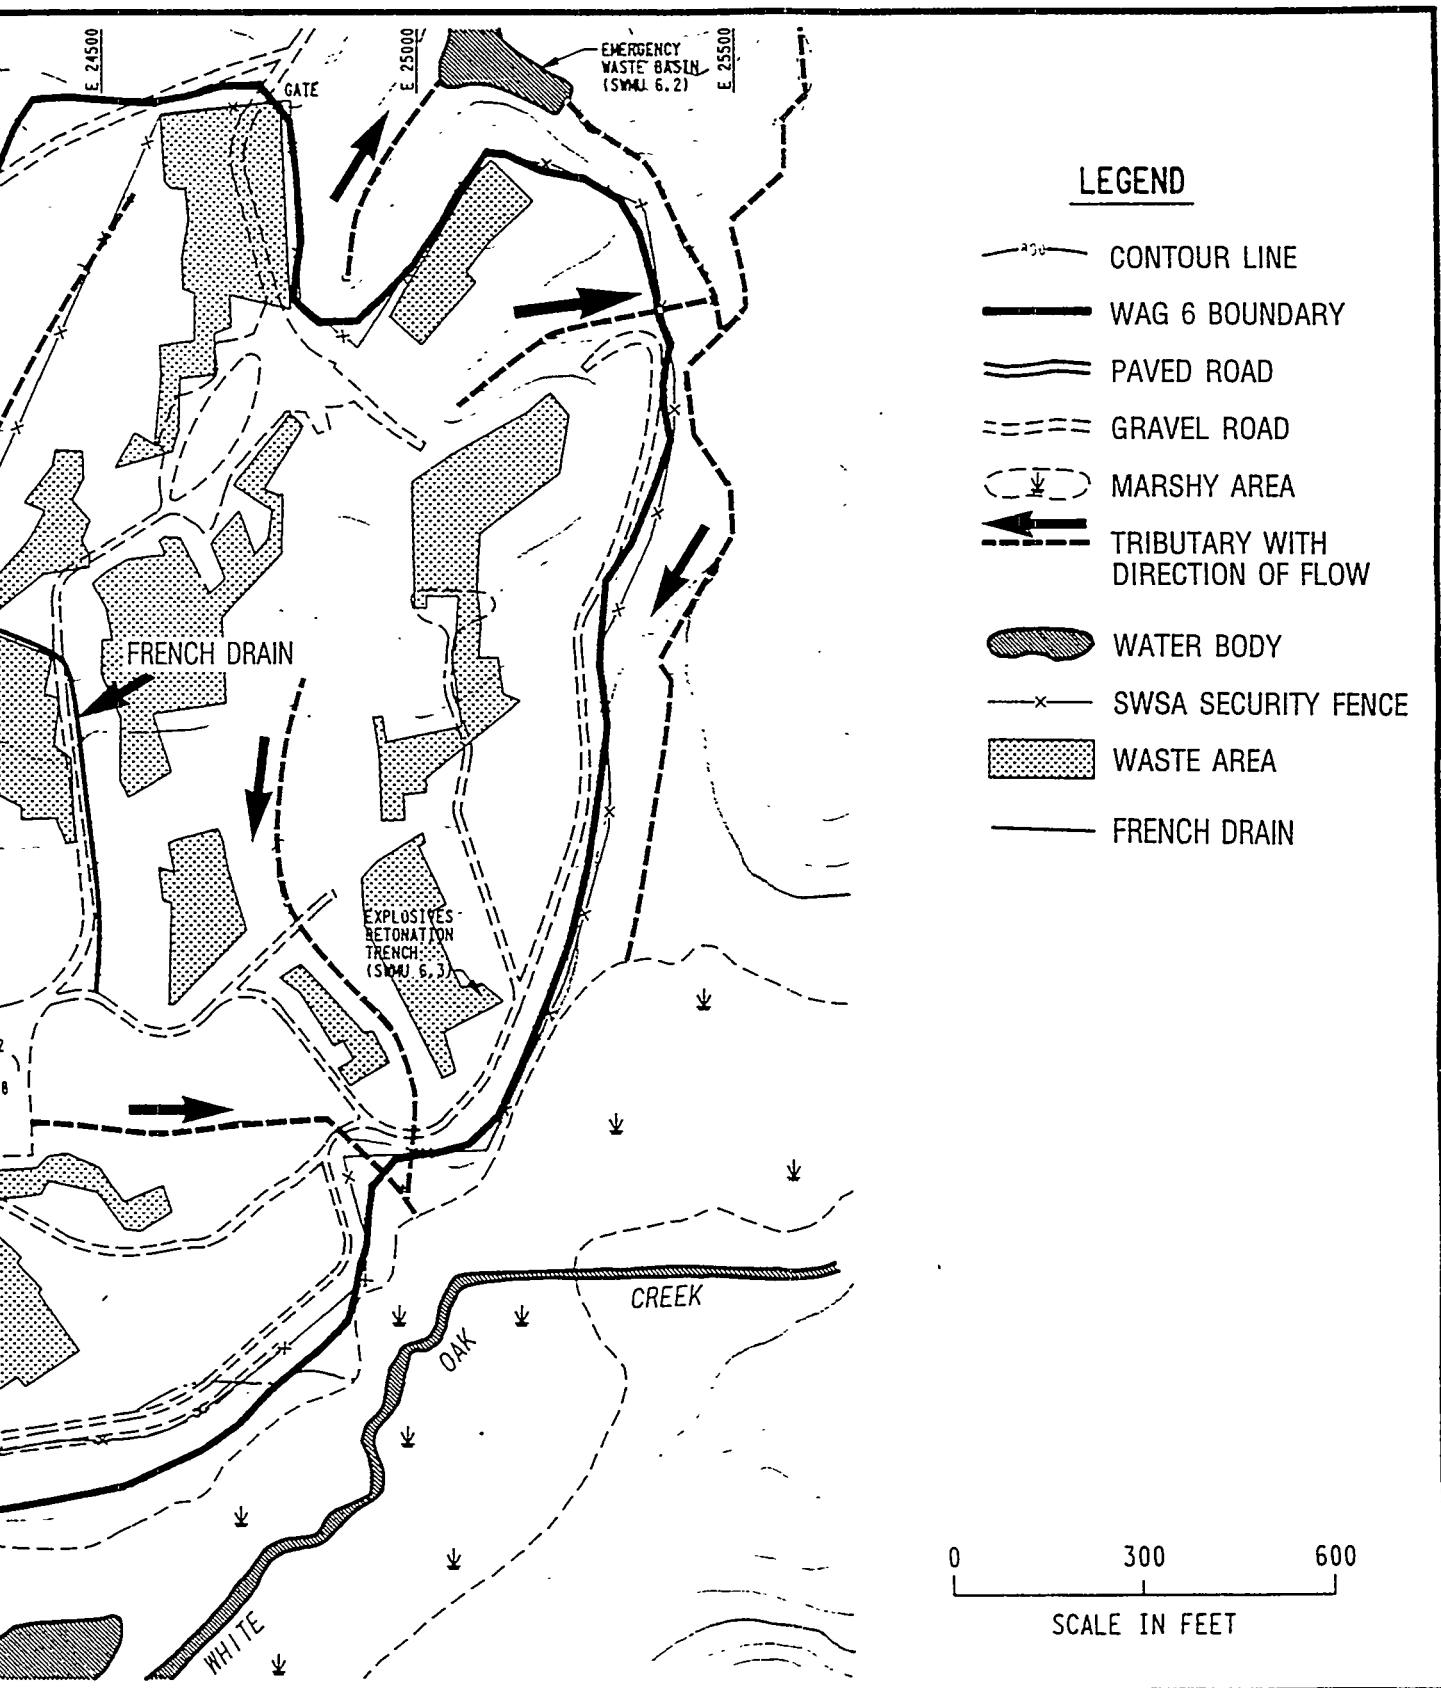 E 24500
E 25000
E 25500
EMERGENCY
WASTE BASIN
(SWMU 6.2)
GATE
FRENCH DRAIN
EXPLOSIVES
DETONATION
TRENCH
(SWMU 6.3)
2
8
CREEK
OAK
WHITE
LEGEND
CONTOUR LINE
WAG 6 BOUNDARY
PAVED ROAD
GRAVEL ROAD
MARSHY AREA
TRIBUTARY WITH
DIRECTION OF FLOW
WATER BODY
SWSA SECURITY FENCE
WASTE AREA
FRENCH DRAIN
0 300 600
SCALE IN FEET